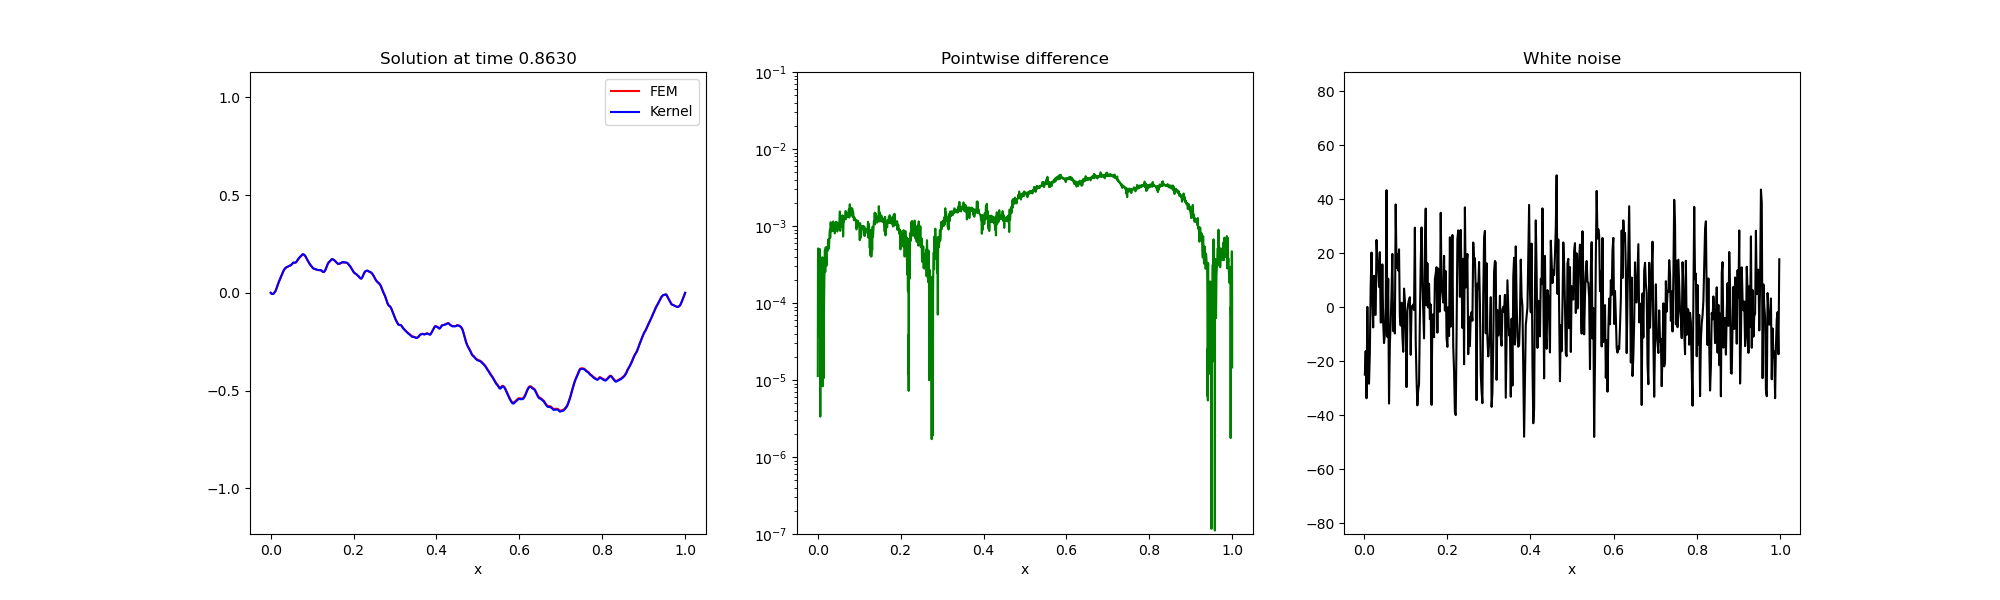 Solution at time 0.8630
1.0
0.5
0.0
−0.5
−1.0
0.0 0.2 0.4 0.6 0.8 1.0
x
FEM
Kernel
Pointwise difference
10⁻¹
10⁻²
10⁻³
10⁻⁴
10⁻⁵
10⁻⁶
10⁻⁷
0.0 0.2 0.4 0.6 0.8 1.0
x
White noise
80
60
40
20
0
−20
−40
−60
−80
0.0 0.2 0.4 0.6 0.8 1.0
x